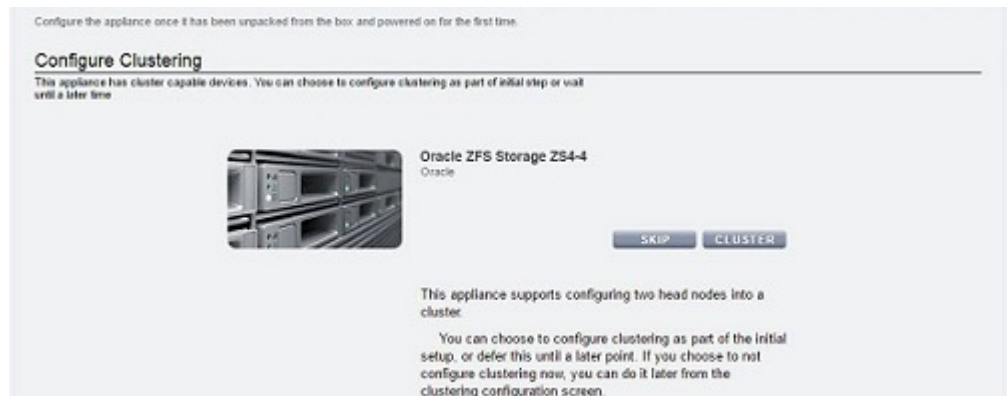 Configure the appliance once it has been unpacked from the box and powered on for the first time.
Configure Clustering
This appliance has cluster capable devices. You can choose to configure clustering as part of initial step or wait
until a later time
Oracle ZFS Storage ZS4-4
Oracle
SKIP CLUSTER
This appliance supports configuring two head nodes into a
cluster.
You can choose to configure clustering as part of the initial
setup, or defer this until a later point. If you choose to not
configure clustering now, you can do it later from the
clustering configuration screen.